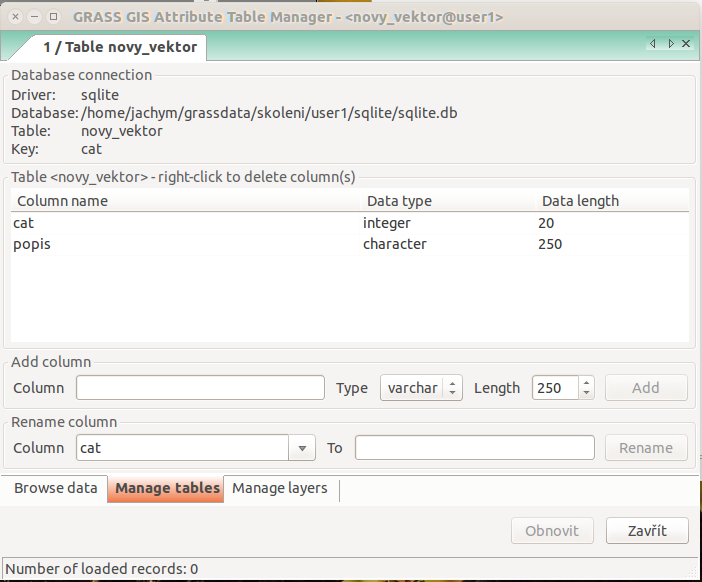 GRASS GIS Attribute Table Manager - <novy_vektor@user1>
1 / Table novy_vektor
Database connection
Driver: sqlite
Database: /home/jachym/grassdata/skoleni/user1/sqlite/sqlite.db
Table: novy_vektor
Key: cat
Table <novy_vektor> - right-click to delete column(s)
Column name Data type Data length
cat integer 20
popis character 250
Add column
Column Type varchar Length 250 Add
Rename column
Column cat To Rename
Browse data Manage tables Manage layers
Obnovit Zavřít
Number of loaded records: 0